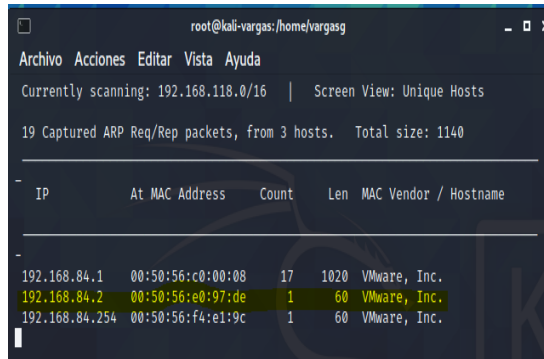 root@kali-vargas:/home/vargasg
Archivo Acciones Editar Vista Ayuda
Currently scanning: 192.168.118.0/16 | Screen View: Unique Hosts
19 Captured ARP Req/Rep packets, from 3 hosts. Total size: 1140
IP At MAC Address Count Len MAC Vendor / Hostname
192.168.84.1 00:50:56:c0:00:08 17 1020 VMware, Inc.
192.168.84.2 00:50:56:e0:97:de 1 60 VMware, Inc.
192.168.84.254 00:50:56:f4:e1:9c 1 60 VMware, Inc.